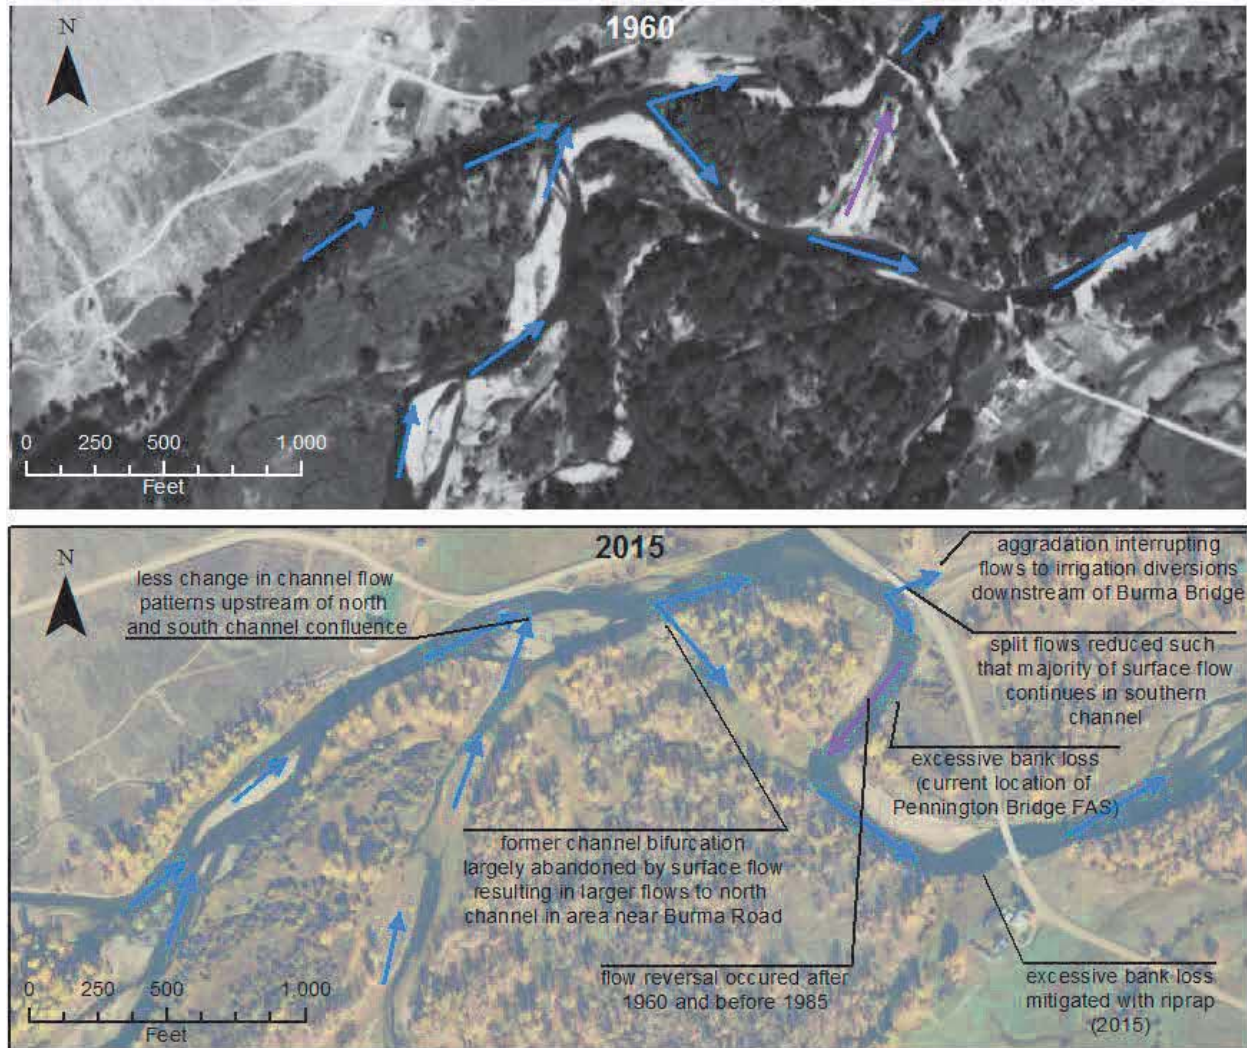 1960
N
0 250 500 1,000
Feet
2015
N
less change in channel flow
patterns upstream of north
and south channel confluence
aggradation interrupting
flows to irrigation diversions
downstream of Burma Bridge
split flows reduced such
that majority of surface flow
continues in southern
channel
excessive bank loss
(current location of
Pennington Bridge FAS)
former channel bifurcation
largely abandoned by surface flow
resulting in larger flows to north
channel in area near Burma Road
flow reversal occured after
1960 and before 1985
excessive bank loss
mitigated with riprap
(2015)
0 250 500 1,000
Feet